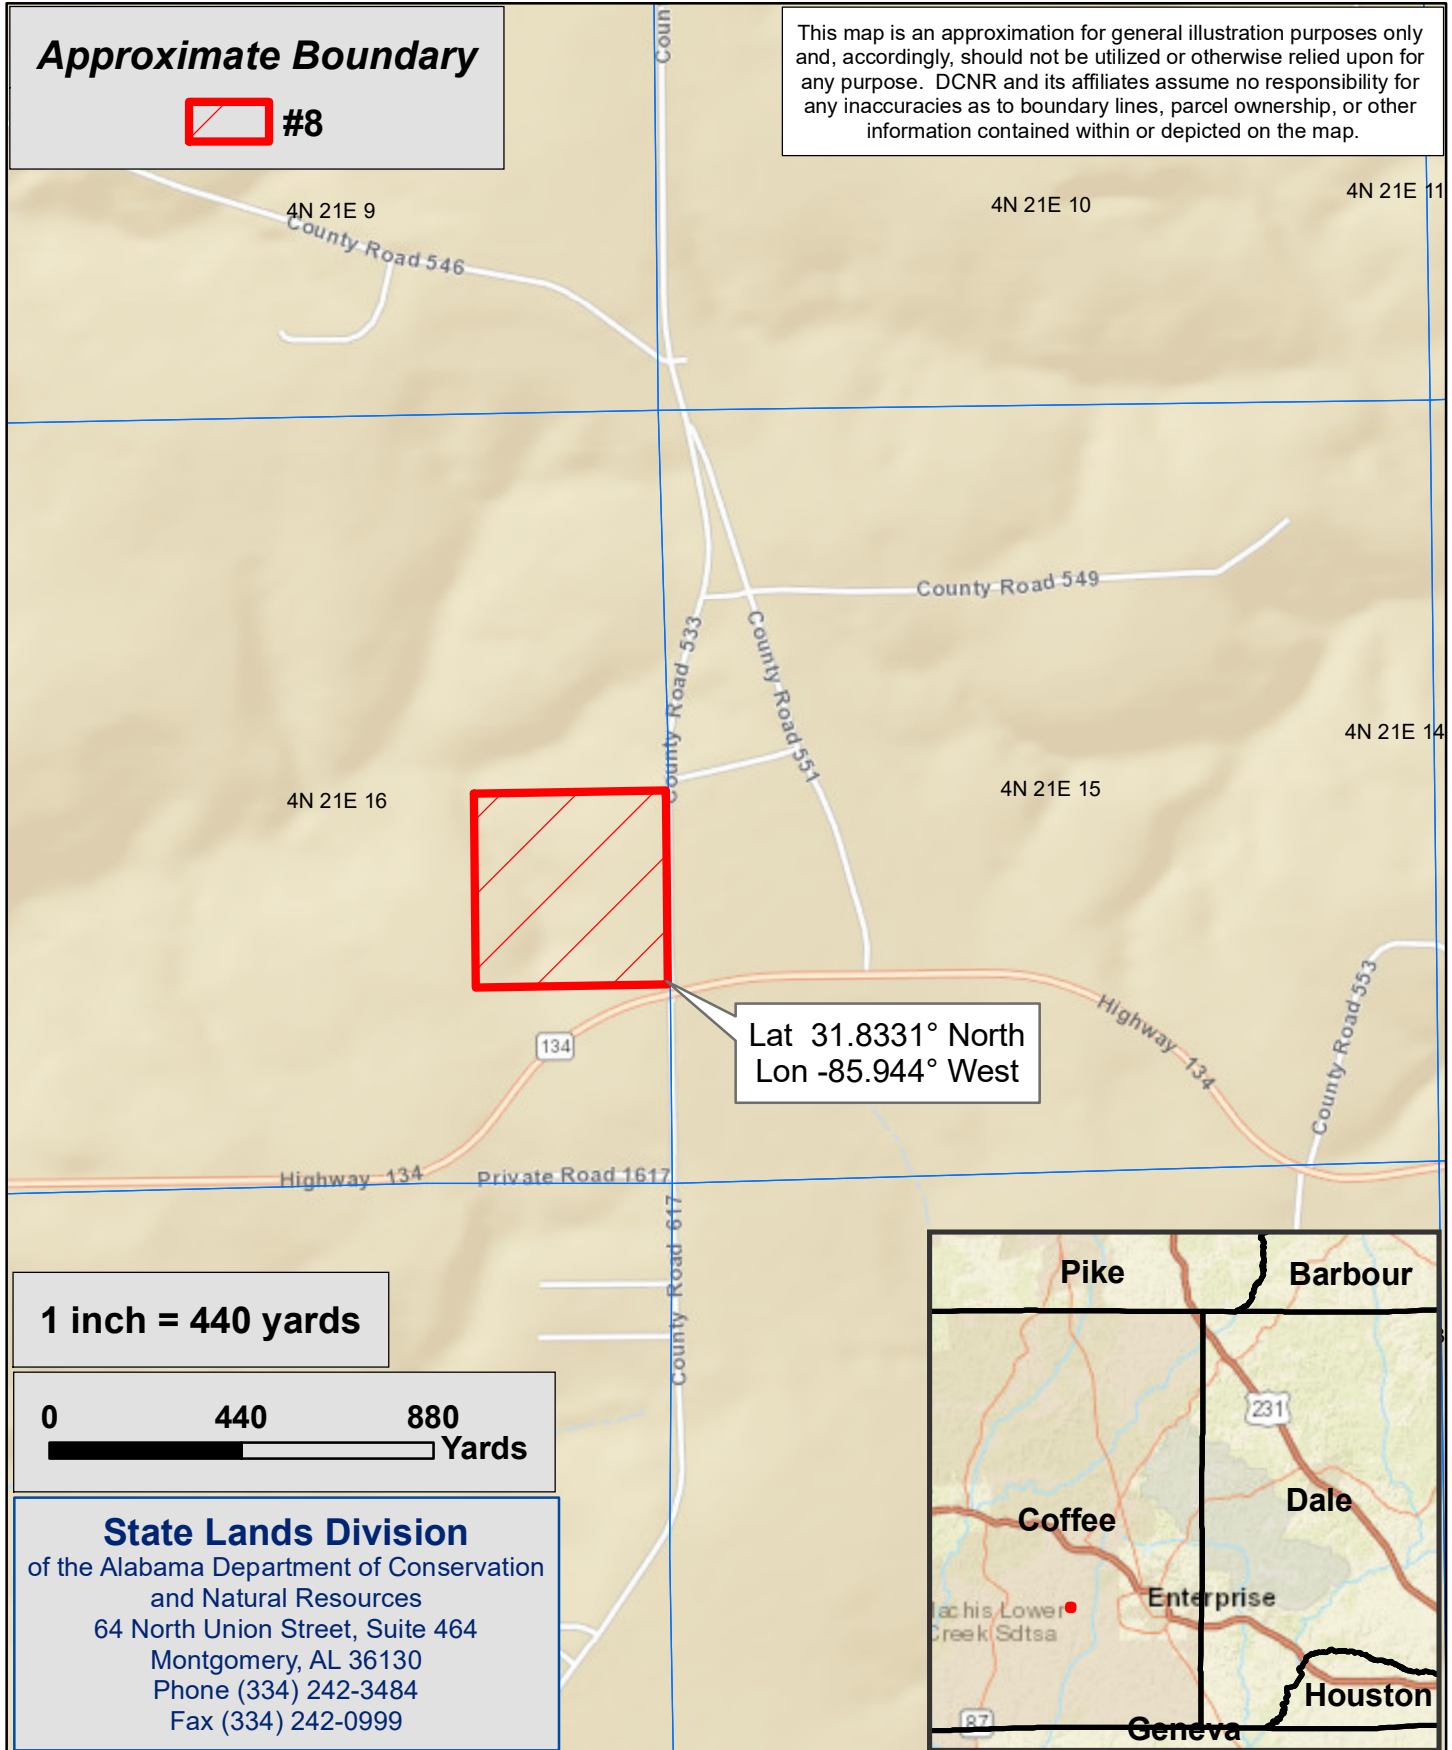 Approximate Boundary
#8
This map is an approximation for general illustration purposes only
and, accordingly, should not be utilized or otherwise relied upon for
any purpose. DCNR and its affiliates assume no responsibility for
any inaccuracies as to boundary lines, parcel ownership, or other
information contained within or depicted on the map.
Coun
4N 21E 9
4N 21E 10
4N 21E 11
County Road 546
County Road 549
County Road 533
County Road 551
4N 21E 14
4N 21E 16
4N 21E 15
County Road 553
Highway 134
134
Lat 31.8331° North
Lon -85.944° West
Highway 134
Private Road 1617
County Road 617
1 inch = 440 yards
0 440 880
Yards
State Lands Division
of the Alabama Department of Conservation
and Natural Resources
64 North Union Street, Suite 464
Montgomery, AL 36130
Phone (334) 242-3484
Fax (334) 242-0999
Pike
Barbour
231
Coffee
Dale
Enterprise
lachis Lower
Creek Sdtsa
Houston
87
Geneva